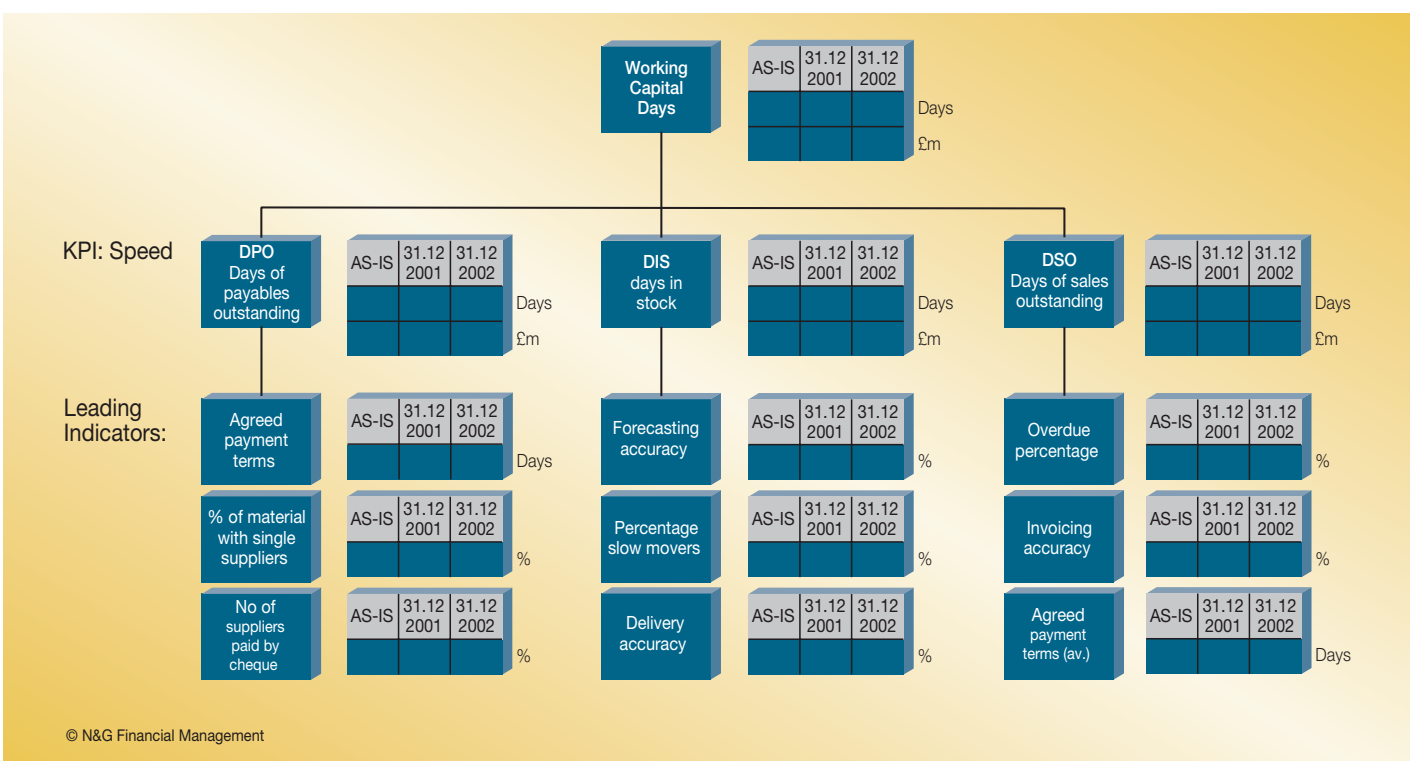 Working
Capital
Days
AS-IS 31.12 31.12
2001 2002
Days
£m
KPI: Speed
DPO
Days of
payables
outstanding
AS-IS 31.12 31.12
2001 2002
Days
£m
DIS
days in
stock
AS-IS 31.12 31.12
2001 2002
Days
£m
DSO
Days of sales
outstanding
AS-IS 31.12 31.12
2001 2002
Days
£m
Leading
Indicators:
Agreed
payment
terms
AS-IS 31.12 31.12
2001 2002
Days
Forecasting
accuracy
AS-IS 31.12 31.12
2001 2002
%
Overdue
percentage
AS-IS 31.12 31.12
2001 2002
%
% of material
with single
suppliers
AS-IS 31.12 31.12
2001 2002
%
Percentage
slow movers
AS-IS 31.12 31.12
2001 2002
%
Invoicing
accuracy
AS-IS 31.12 31.12
2001 2002
%
No of
suppliers
paid by
cheque
AS-IS 31.12 31.12
2001 2002
%
Delivery
accuracy
AS-IS 31.12 31.12
2001 2002
%
Agreed
payment
terms (av.)
AS-IS 31.12 31.12
2001 2002
Days
© N&G Financial Management